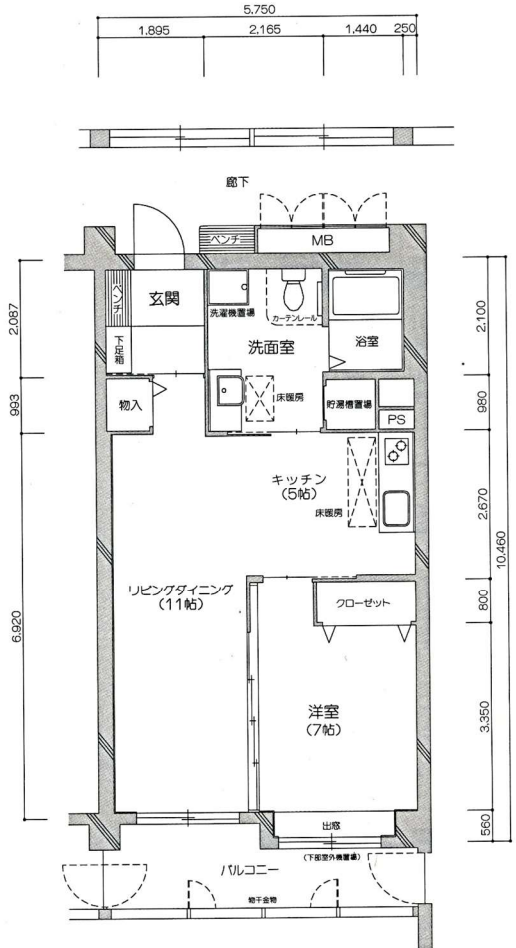 5.750
1.895
2.165
1.440
250
廊下
ベンチ
MB
ベンチ
玄関
洗濯機置場
カーテンレール
浴室
洗面室
下足箱
物入
床暖房
貯湯槽置場
PS
キッチン
(5帖)
床暖房
リビングダイニング
(11帖)
クローゼット
洋室
(7帖)
出窓
(下部室外機置場)
バルコニー
物干金物
2.087
993
6.920
2.100
980
2.670
800
3.350
560
10.460